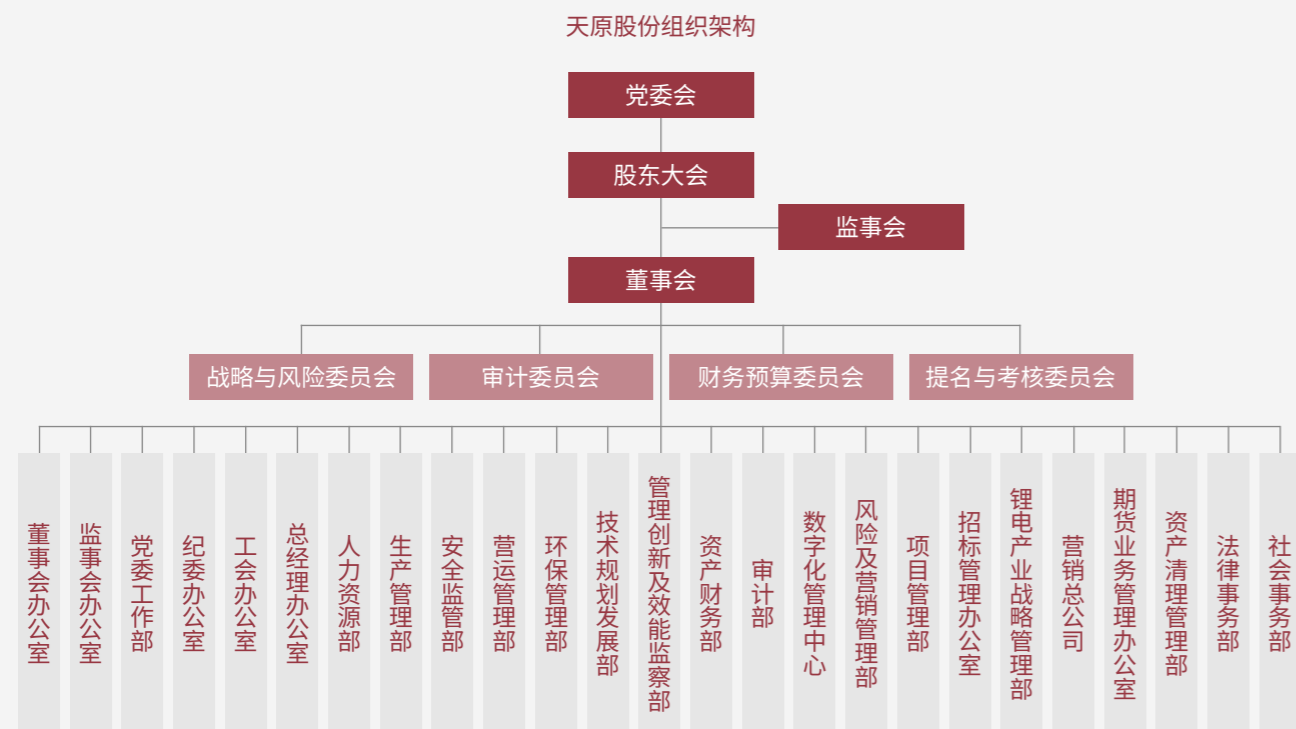 天原股份组织架构
党委会
股东大会
监事会
董事会
战略与风险委员会
审计委员会
财务预算委员会
提名与考核委员会
董事会办公室
监事会办公室
党委工作部
纪委办公室
工会办公室
总经理办公室
人力资源部
生产管理部
安全监管部
营运管理部
环保管理部
技术规划发展部
管理创新及效能监察部
资产财务部
审计部
数字化管理中心
风险及营销管理部
项目管理部
招标管理办公室
锂电产业战略管理部
营销总公司
期货业务管理办公室
资产清理管理部
法律事务部
社会事务部